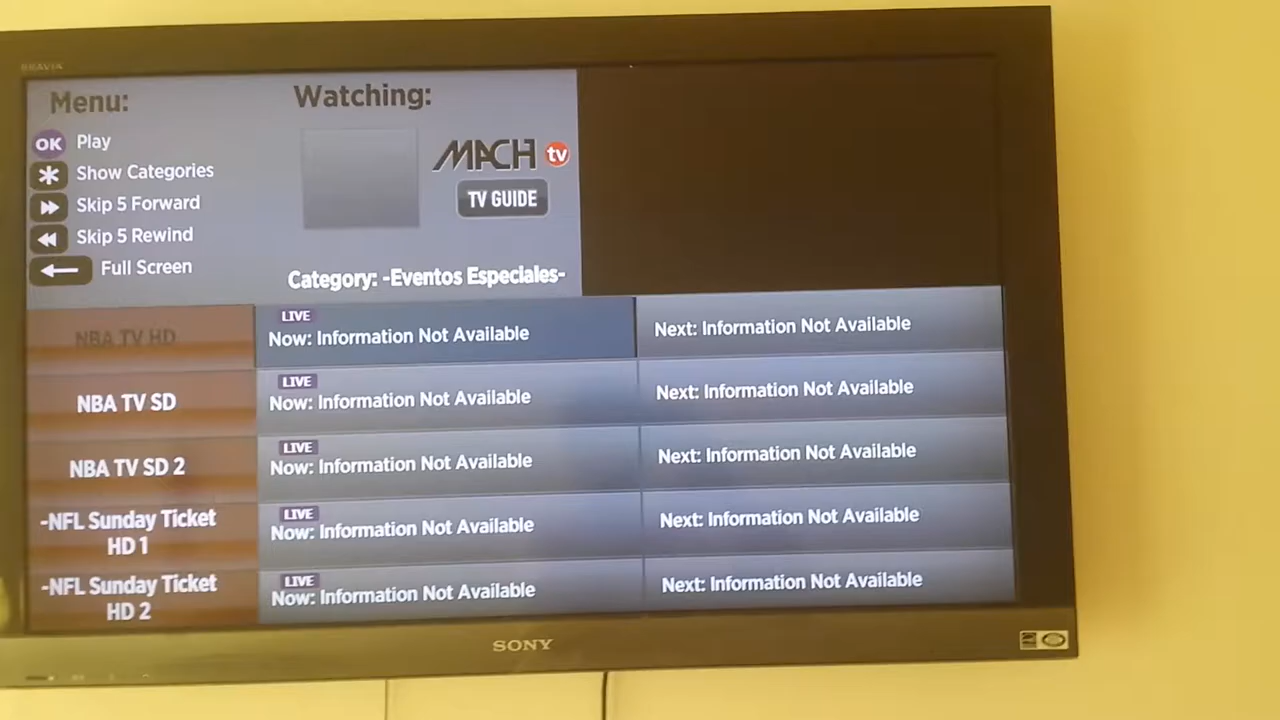 BRAVIA
Menu:
OK Play
Show Categories
Skip 5 Forward
Skip 5 Rewind
Full Screen
Watching:
MACH tv
TV GUIDE
Category: -Eventos Especiales-
NBA TV HD
LIVE
Now: Information Not Available
Next: Information Not Available
NBA TV SD
LIVE
Now: Information Not Available
Next: Information Not Available
NBA TV SD 2
LIVE
Now: Information Not Available
Next: Information Not Available
-NFL Sunday Ticket
HD 1
LIVE
Now: Information Not Available
Next: Information Not Available
-NFL Sunday Ticket
HD 2
LIVE
Now: Information Not Available
Next: Information Not Available
SONY